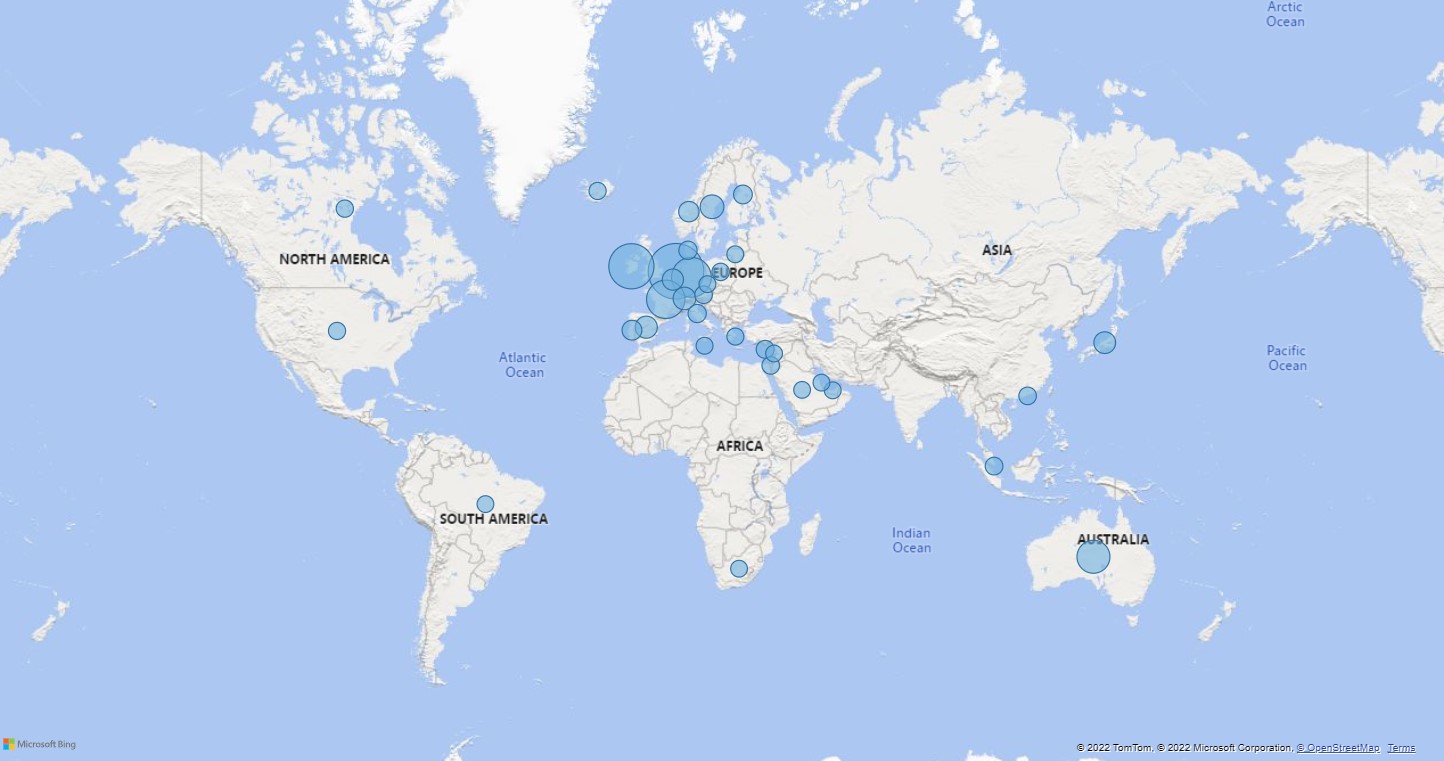 Arctic
Ocean
NORTH AMERICA
EUROPE
ASIA
Atlantic
Ocean
Pacific
Ocean
AFRICA
SOUTH AMERICA
Indian
Ocean
AUSTRALIA
Microsoft Bing
© 2022 TomTom, © 2022 Microsoft Corporation, © OpenStreetMap Terms